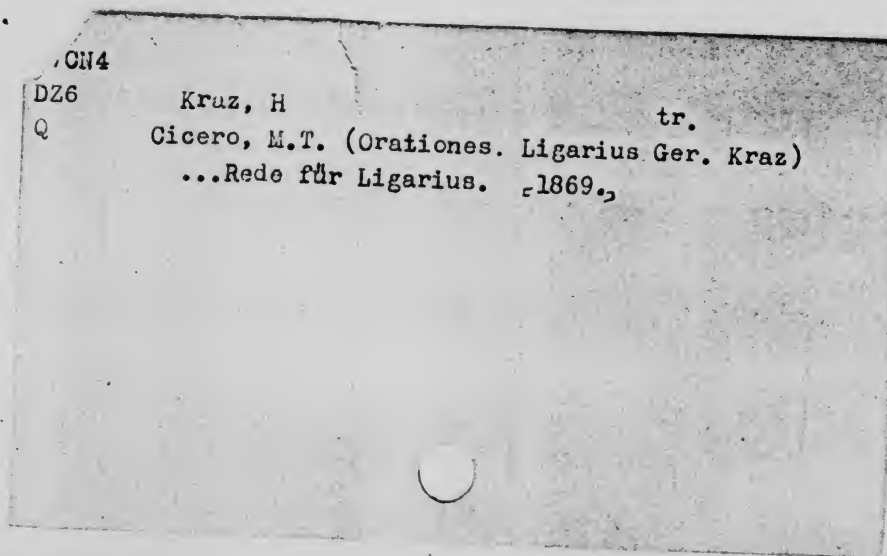 CN4
DZ6
Q
Kraz, H tr.
Cicero, M.T. (Orationes. Ligarius Ger. Kraz)
...Rede für Ligarius. [1869.]